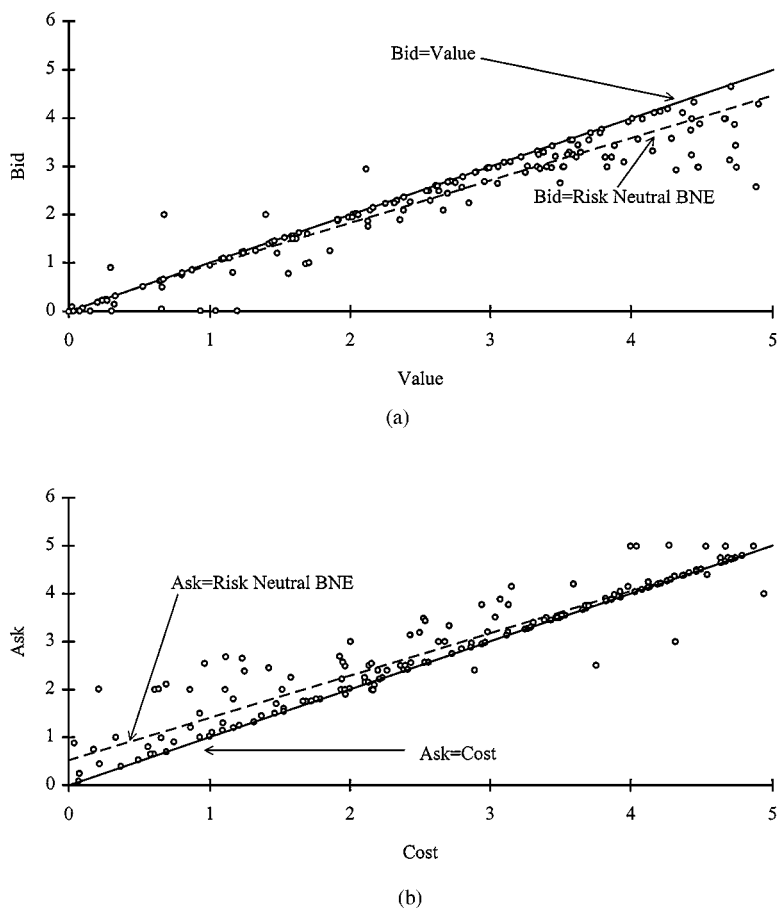 6
5
Bid=Value
4
Bid
3
Bid=Risk Neutral BNE
2
1
0
0 1 2 3 4 5
Value
(a)
6
5
Ask=Risk Neutral BNE
4
Ask
3
2
1
Ask=Cost
0
0 1 2 3 4 5
Cost
(b)